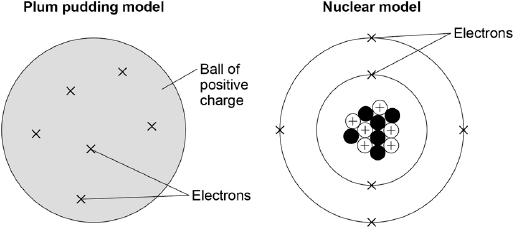 Plum pudding model
Ball of
positive
charge
Electrons
Nuclear model
Electrons